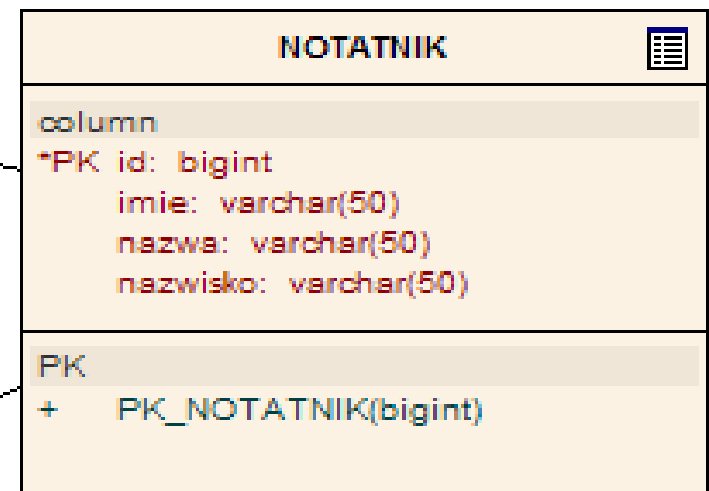 NOTATNIK
column
*PK id: bigint
imie: varchar(50)
nazwa: varchar(50)
nazwisko: varchar(50)
PK
+ PK_NOTATNIK(bigint)